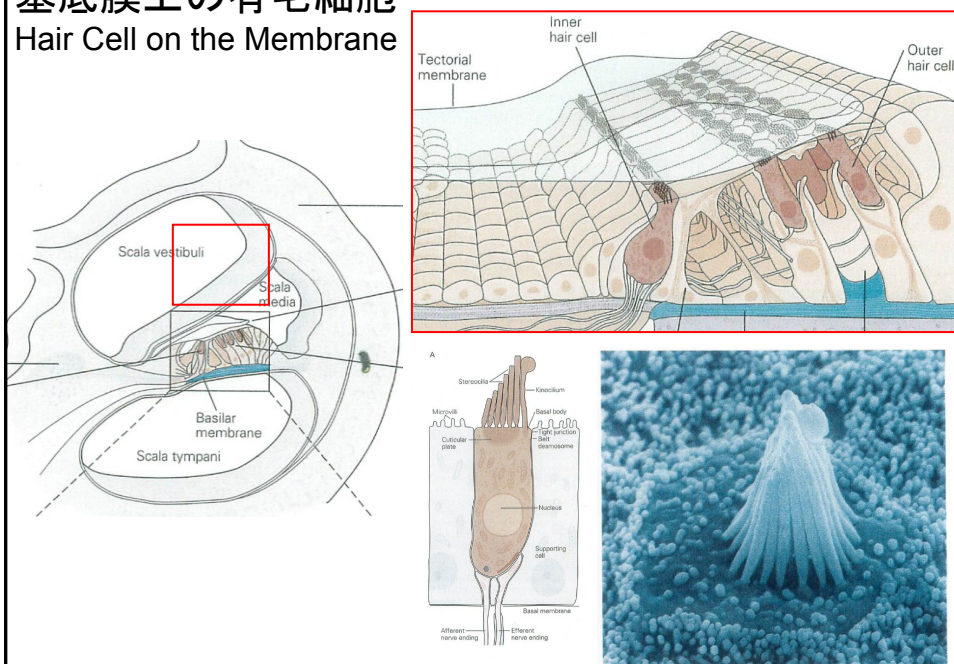 基底膜上の有毛細胞
Hair Cell on the Membrane
Inner
hair cell
Tectorial
membrane
Outer
hair cell
Scala vestibuli
Scala
media
Basilar
membrane
Scala tympani
A
Stereocilia
Kinocilium
Microvilli
Basal body
Tight junction
Belt
desmosome
Cuticular
plate
Nucleus
Supporting
cell
Basal membrane
Afferent
nerve ending
Efferent
nerve ending